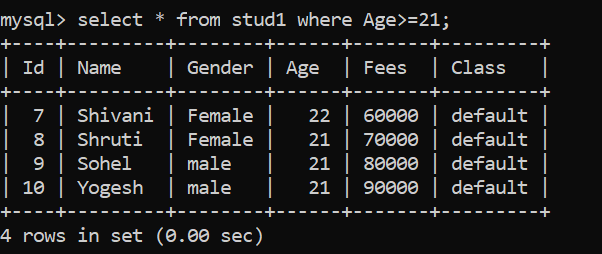 mysql> select * from stud1 where Age>=21;
+----+---------+--------+------+-------+---------+
| Id | Name    | Gender | Age  | Fees  | Class   |
+----+---------+--------+------+-------+---------+
|  7 | Shivani | Female |   22 | 60000 | default |
|  8 | Shruti  | Female |   21 | 70000 | default |
|  9 | Sohel   | male   |   21 | 80000 | default |
| 10 | Yogesh  | male   |   21 | 90000 | default |
+----+---------+--------+------+-------+---------+
4 rows in set (0.00 sec)